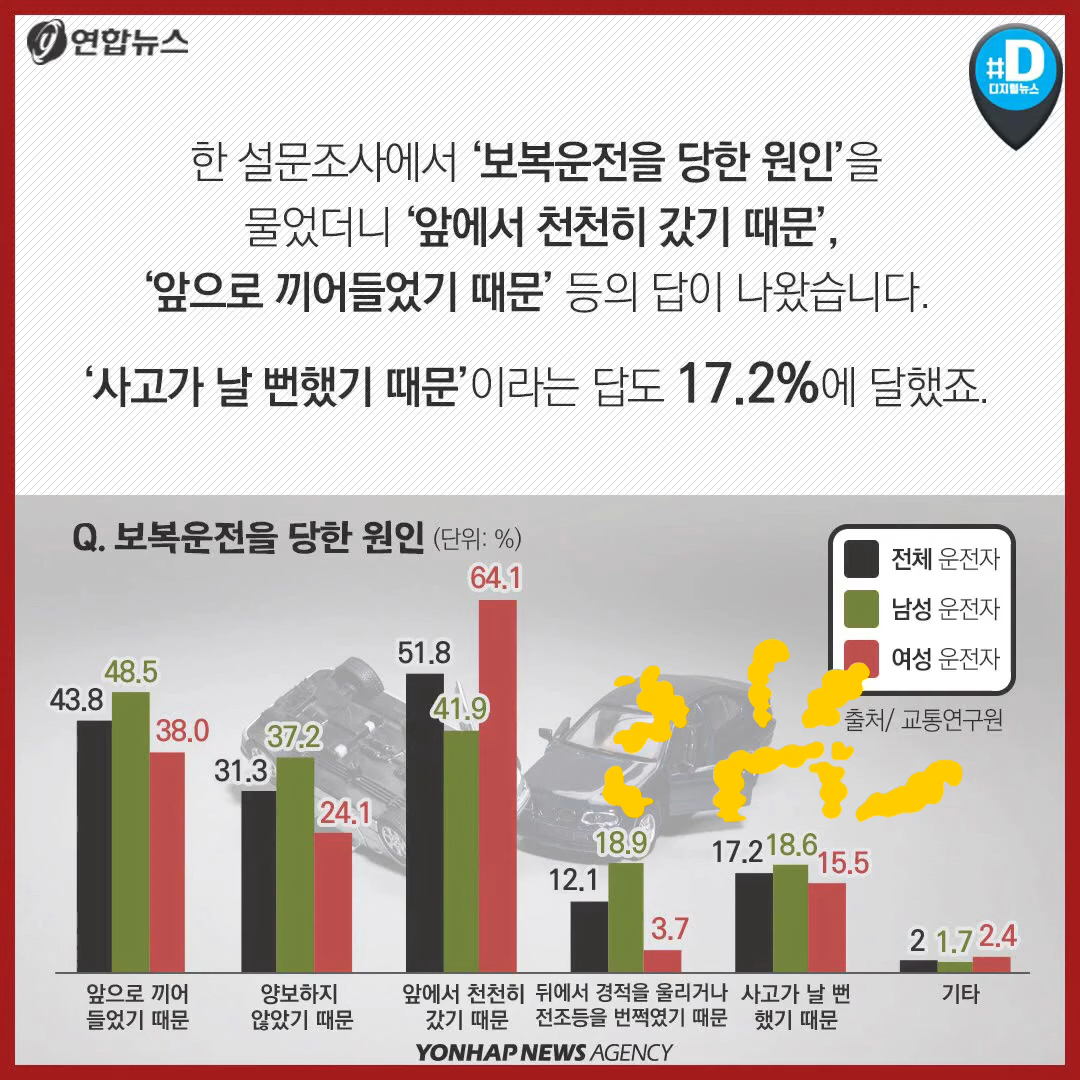 연합뉴스
#D
디지털뉴스
한 설문조사에서 ‘보복운전을 당한 원인’을
물었더니 ‘앞에서 천천히 갔기 때문’,
‘앞으로 끼어들었기 때문’ 등의 답이 나왔습니다.
‘사고가 날 뻔했기 때문’이라는 답도 17.2%에 달했죠.
Q. 보복운전을 당한 원인 (단위: %)
전체 운전자
남성 운전자
여성 운전자
출처/ 교통연구원
43.8 48.5 38.0
31.3 37.2 24.1
51.8 41.9 64.1
12.1 18.9 3.7
17.2 18.6 15.5
2 1.7 2.4
앞으로 끼어
들었기 때문
양보하지
않았기 때문
앞에서 천천히
갔기 때문
뒤에서 경적을 울리거나
전조등을 번쩍였기 때문
사고가 날 뻔
했기 때문
기타
YONHAP NEWS AGENCY